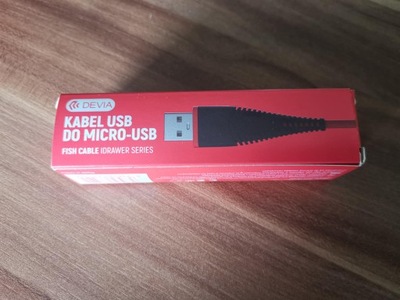 DEVIA
KABEL USB
DO MICRO-USB
FISH CABLE IDRAWER SERIES